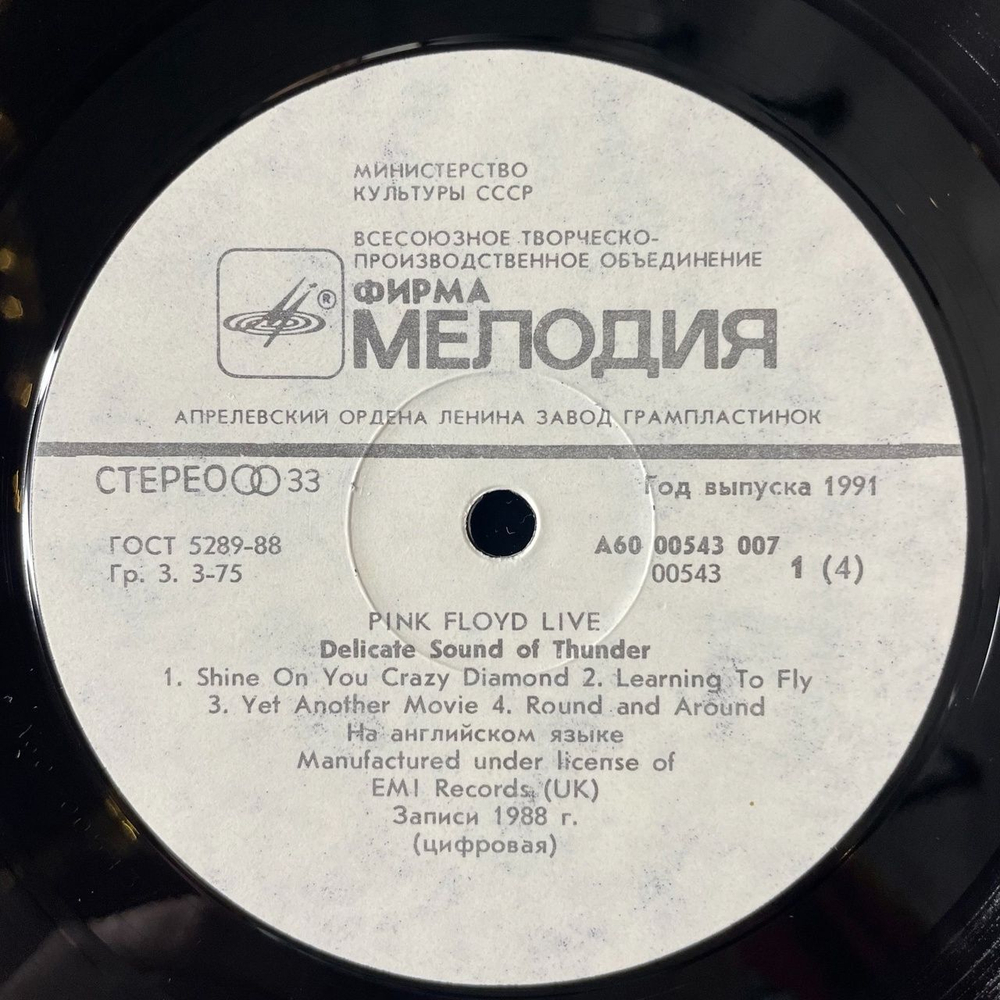 МИНИСТЕРСТВО
КУЛЬТУРЫ СССР
ВСЕСОЮЗНОЕ ТВОРЧЕСКО-
ПРОИЗВОДСТВЕННОЕ ОБЪЕДИНЕНИЕ
ФИРМА
®
МЕЛОДИЯ
АПРЕЛЕВСКИЙ ОРДЕНА ЛЕНИНА ЗАВОД ГРАМПЛАСТИНОК
СТЕРЕО 33
Год выпуска 1991
ГОСТ 5289-88
А60 00543 007
Гр. 3. 3-75
00543 1 (4)
PINK FLOYD LIVE
Delicate Sound of Thunder
1. Shine On You Crazy Diamond 2. Learning To Fly
3. Yet Another Movie 4. Round and Around
На английском языке
Manufactured under license of
EMI Records (UK)
Записи 1988 г.
(цифровая)